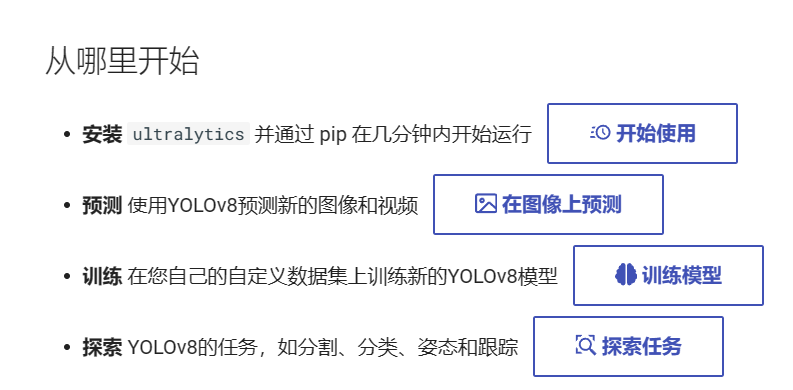 从哪里开始
• 安装 ultralytics 并通过 pip 在几分钟内开始运行 开始使用
• 预测 使用YOLOv8预测新的图像和视频 在图像上预测
• 训练 在您自己的自定义数据集上训练新的YOLOv8模型 训练模型
• 探索 YOLOv8的任务，如分割、分类、姿态和跟踪 探索任务